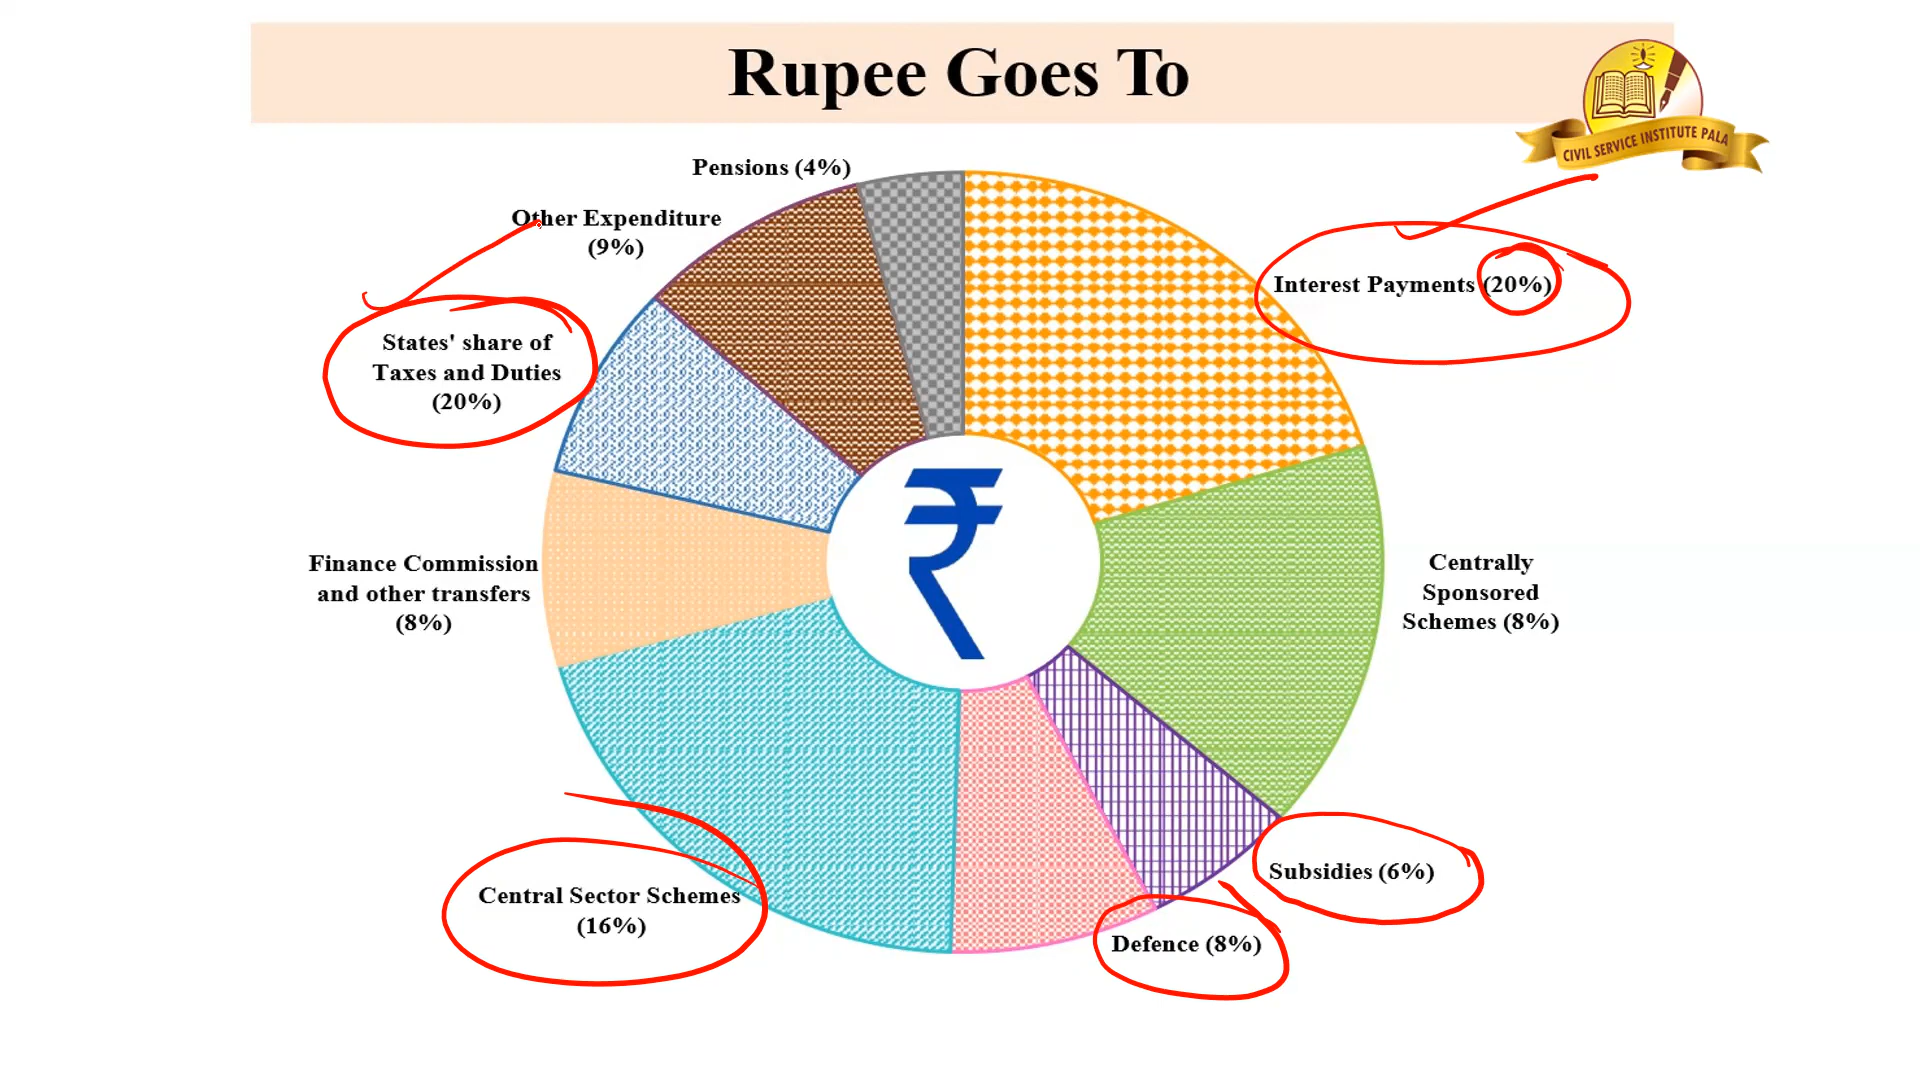 Rupee Goes To
CIVIL SERVICE INSTITUTE PALA
Pensions (4%)
Other Expenditure
(9%)
Interest Payments (20%)
States' share of
Taxes and Duties
(20%)
₹
Finance Commission
and other transfers
(8%)
Centrally
Sponsored
Schemes (8%)
Subsidies (6%)
Central Sector Schemes
(16%)
Defence (8%)